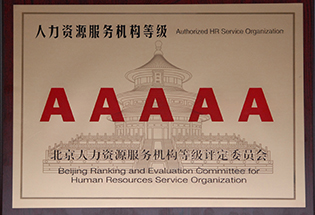 人力资源服务机构等级 Authorized HR Service Organization
AAAAA
北京人力资源服务机构等级评定委员会
Beijing Ranking and Evaluation Committee for
Human Resources Service Organization